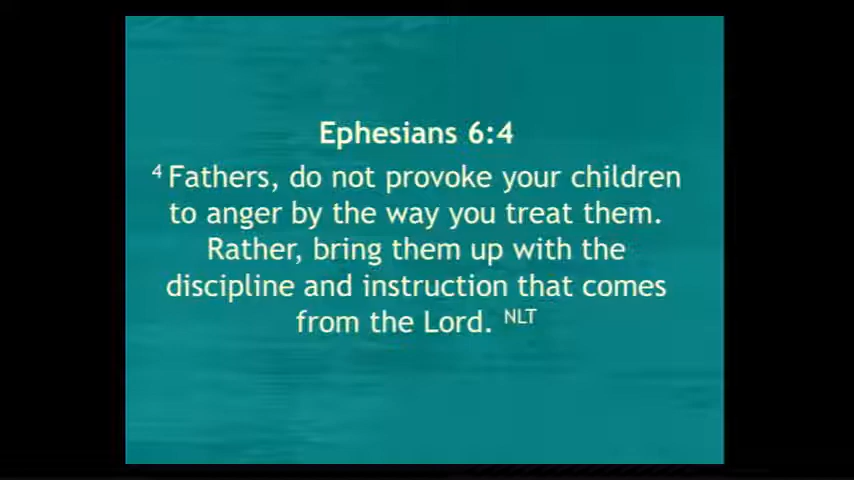 Ephesians 6:4
⁴ Fathers, do not provoke your children
to anger by the way you treat them.
Rather, bring them up with the
discipline and instruction that comes
from the Lord. NLT